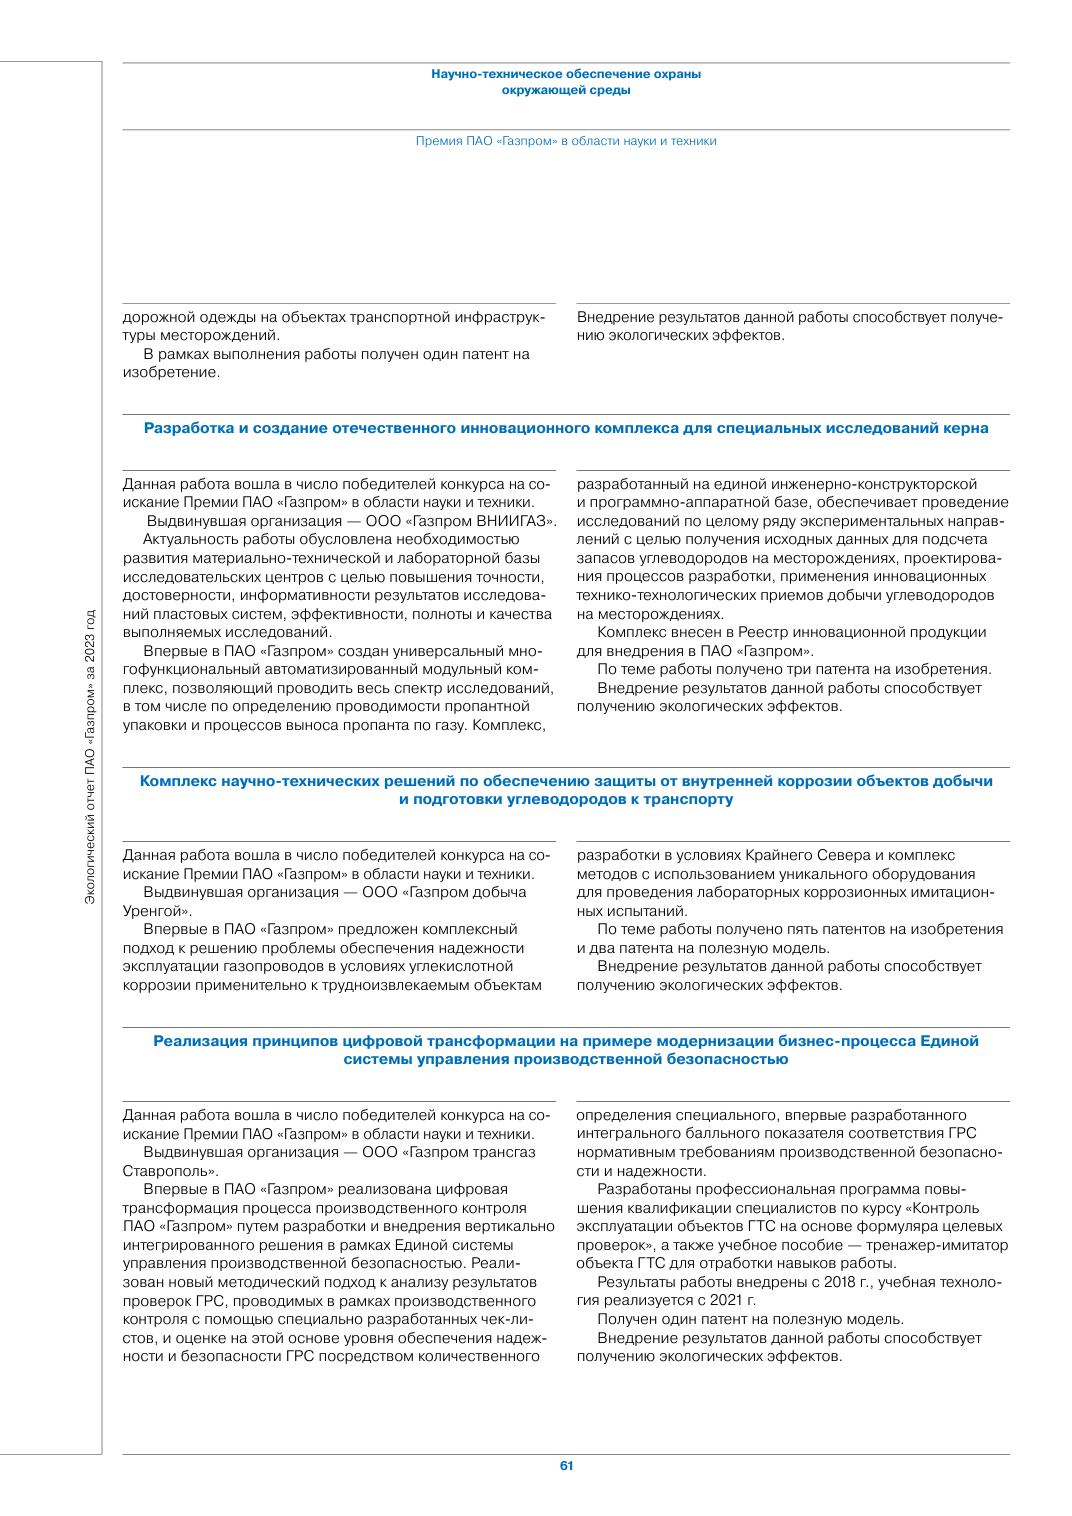 Научно-техническое обеспечение охраны
окружающей среды
Премия ПАО «Газпром» в области науки и техники
дорожной одежды на объектах транспортной инфраструк-
туры месторождений.
В рамках выполнения работы получен один патент на
изобретение.
Внедрение результатов данной работы способствует получе-
нию экологических эффектов.
Разработка и создание отечественного инновационного комплекса для специальных исследований керна
Данная работа вошла в число победителей конкурса на со-
искание Премии ПАО «Газпром» в области науки и техники.
Выдвинувшая организация — ООО «Газпром ВНИИГАЗ».
Актуальность работы обусловлена необходимостью
развития материально-технической и лабораторной базы
исследовательских центров с целью повышения точности,
достоверности, информативности результатов исследова-
ний пластовых систем, эффективности, полноты и качества
выполняемых исследований.
Впервые в ПАО «Газпром» создан универсальный мно-
гофункциональный автоматизированный модульный ком-
плекс, позволяющий проводить весь спектр исследований,
в том числе по определению проводимости пропантной
упаковки и процессов выноса пропанта по газу. Комплекс,
разработанный на единой инженерно-конструкторской
и программно-аппаратной базе, обеспечивает проведение
исследований по целому ряду экспериментальных направ-
лений с целью получения исходных данных для подсчета
запасов углеводородов на месторождениях, проектирова-
ния процессов разработки, применения инновационных
технико-технологических приемов добычи углеводородов
на месторождениях.
Комплекс внесен в Реестр инновационной продукции
для внедрения в ПАО «Газпром».
По теме работы получено три патента на изобретения.
Внедрение результатов данной работы способствует
получению экологических эффектов.
Комплекс научно-технических решений по обеспечению защиты от внутренней коррозии объектов добычи
и подготовки углеводородов к транспорту
Данная работа вошла в число победителей конкурса на со-
искание Премии ПАО «Газпром» в области науки и техники.
Выдвинувшая организация — ООО «Газпром добыча
Уренгой».
Впервые в ПАО «Газпром» предложен комплексный
подход к решению проблемы обеспечения надежности
эксплуатации газопроводов в условиях углекислотной
коррозии применительно к трудноизвлекаемым объектам
разработки в условиях Крайнего Севера и комплекс
методов с использованием уникального оборудования
для проведения лабораторных коррозионных имитацион-
ных испытаний.
По теме работы получено пять патентов на изобретения
и два патента на полезную модель.
Внедрение результатов данной работы способствует
получению экологических эффектов.
Реализация принципов цифровой трансформации на примере модернизации бизнес-процесса Единой
системы управления производственной безопасностью
Данная работа вошла в число победителей конкурса на со-
искание Премии ПАО «Газпром» в области науки и техники.
Выдвинувшая организация — ООО «Газпром трансгаз
Ставрополь».
Впервые в ПАО «Газпром» реализована цифровая
трансформация процесса производственного контроля
ПАО «Газпром» путем разработки и внедрения вертикально
интегрированного решения в рамках Единой системы
управления производственной безопасностью. Реали-
зован новый методический подход к анализу результатов
проверок ГРС, проводимых в рамках производственного
контроля с помощью специально разработанных чек-ли-
стов, и оценке на этой основе уровня обеспечения надеж-
ности и безопасности ГРС посредством количественного
определения специального, впервые разработанного
интегрального балльного показателя соответствия ГРС
нормативным требованиям производственной безопасно-
сти и надежности.
Разработаны профессиональная программа повы-
шения квалификации специалистов по курсу «Контроль
эксплуатации объектов ГТС на основе формуляра целевых
проверок», а также учебное пособие — тренажер-имитатор
объекта ГТС для отработки навыков работы.
Результаты работы внедрены с 2018 г., учебная техноло-
гия реализуется с 2021 г.
Получен один патент на полезную модель.
Внедрение результатов данной работы способствует
получению экологических эффектов.
Экологический отчет ПАО «Газпром» за 2023 год
61